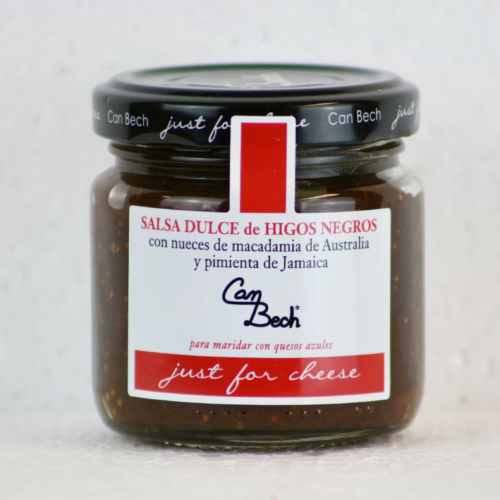 Can Bech just for cheese Can Bech just
SALSA DULCE de HIGOS NEGROS
con nueces de macadamia de Australia
y pimienta de Jamaica
Can
Bech®
para maridar con quesos azules
just for cheese